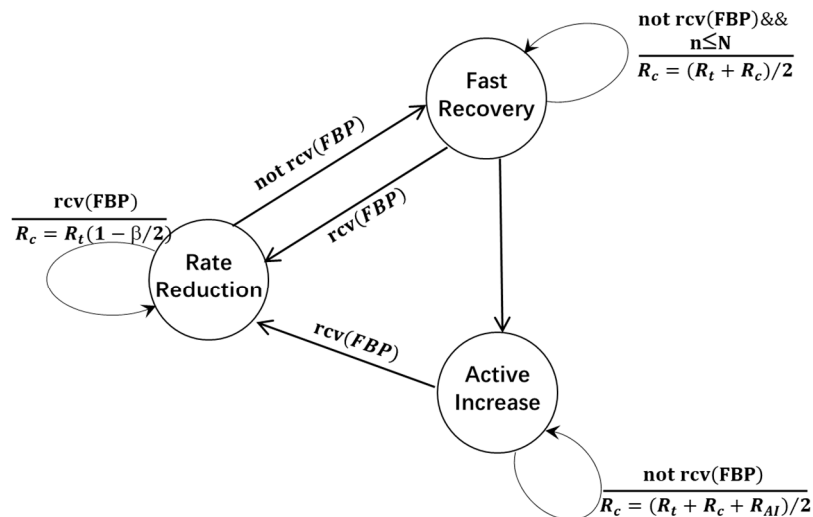 not rcv(FBP)&&
n≤N
R_c = (R_t + R_c)/2
Fast
Recovery
not rcv(FBP)
rcv(FBP)
rcv(FBP)
R_c = R_t(1 − β/2)
Rate
Reduction
rcv(FBP)
Active
Increase
not rcv(FBP)
R_c = (R_t + R_c + R_AI)/2